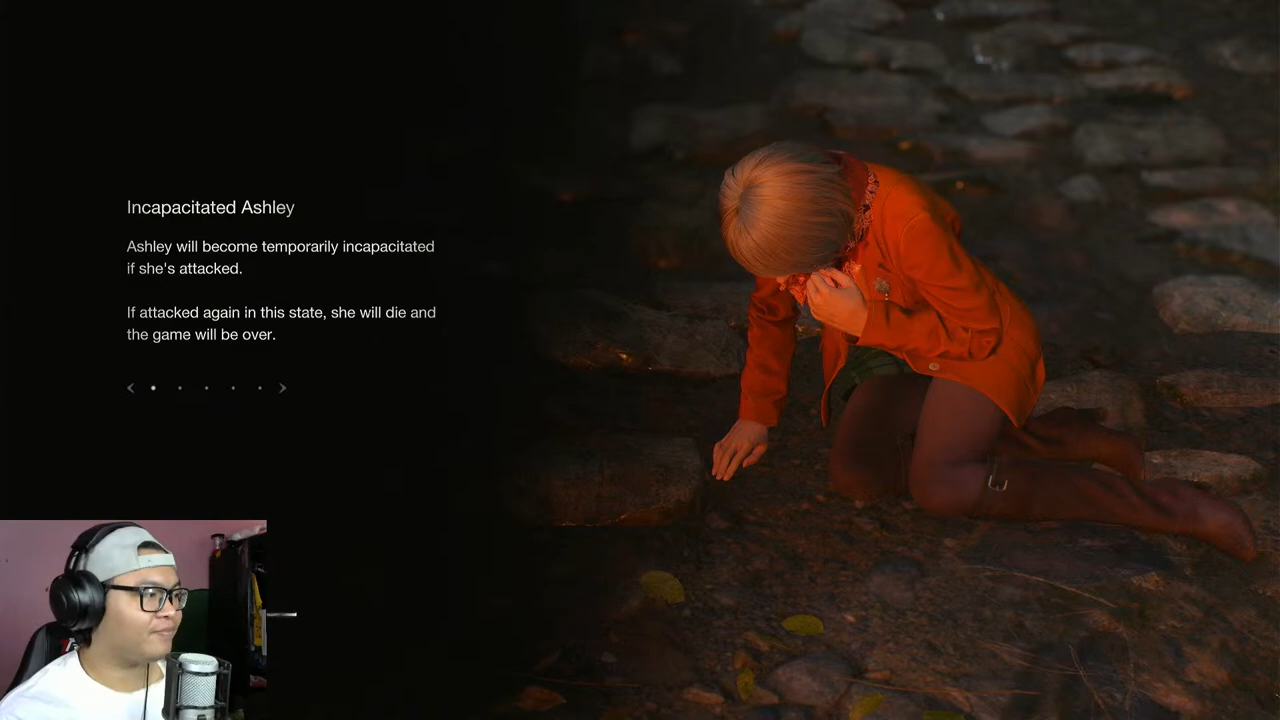 Incapacitated Ashley
Ashley will become temporarily incapacitated
if she's attacked.
If attacked again in this state, she will die and
the game will be over.